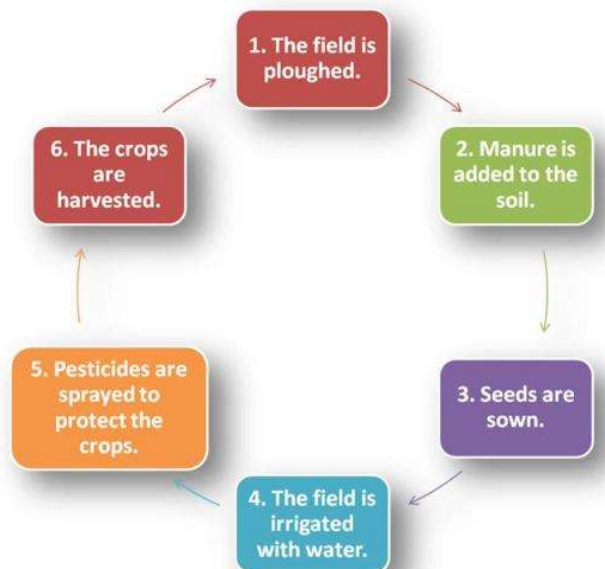 1. The field is
ploughed.
2. Manure is
added to the
soil.
3. Seeds are
sown.
4. The field is
irrigated
with water.
5. Pesticides are
sprayed to
protect the
crops.
6. The crops
are
harvested.